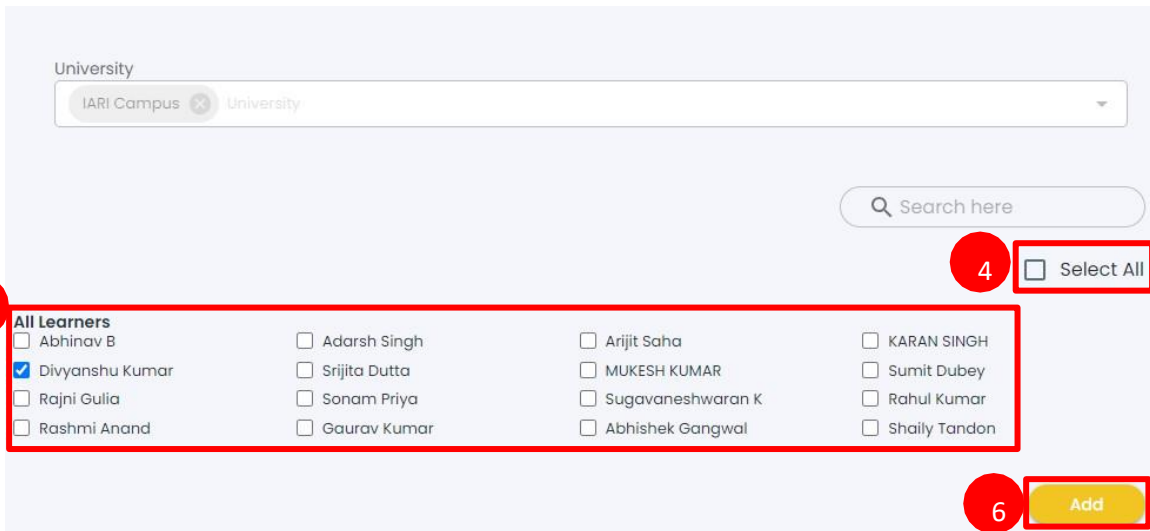 University
IARI Campus University
Search here
4 Select All
All Learners
Abhinav B Adarsh Singh Arijit Saha KARAN SINGH
Divyanshu Kumar Srijita Dutta MUKESH KUMAR Sumit Dubey
Rajni Gulia Sonam Priya Sugavaneshwaran K Rahul Kumar
Rashmi Anand Gaurav Kumar Abhishek Gangwal Shaily Tandon
6 Add